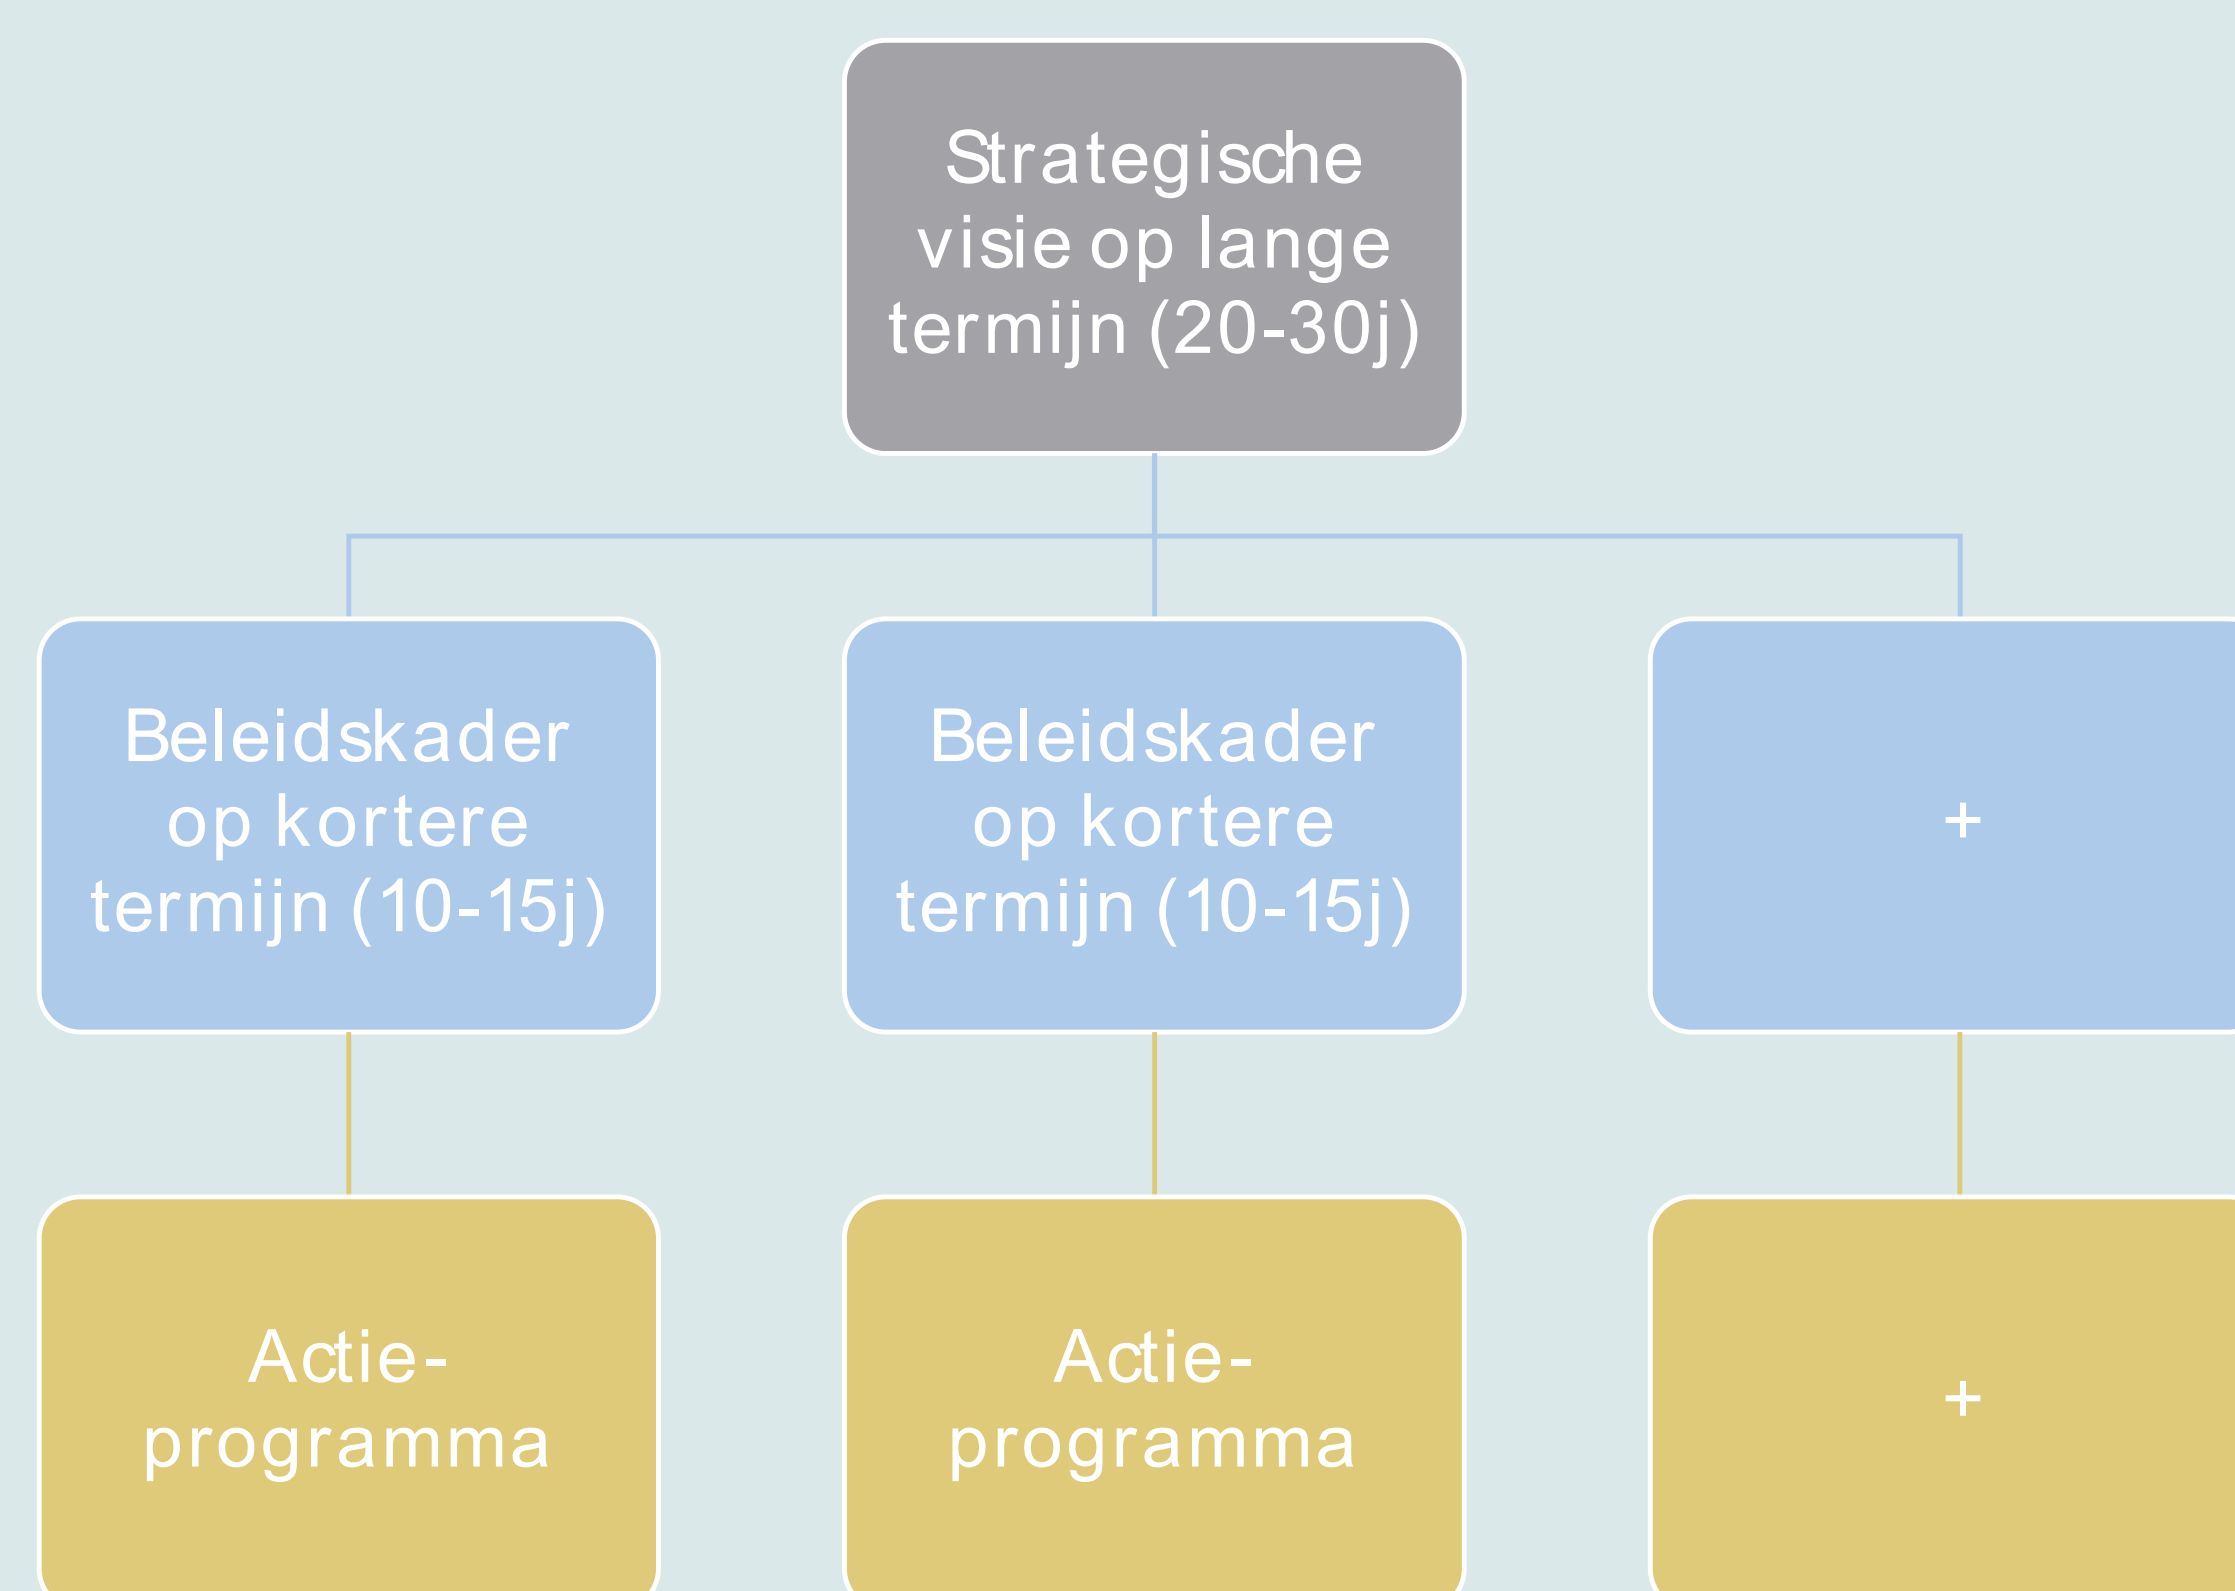 Strategische
visie op lange
termijn (20-30j)
Beleidskader
op kortere
termijn (10-15j)
Beleidskader
op kortere
termijn (10-15j)
+
Actie-
programma
Actie-
programma
+